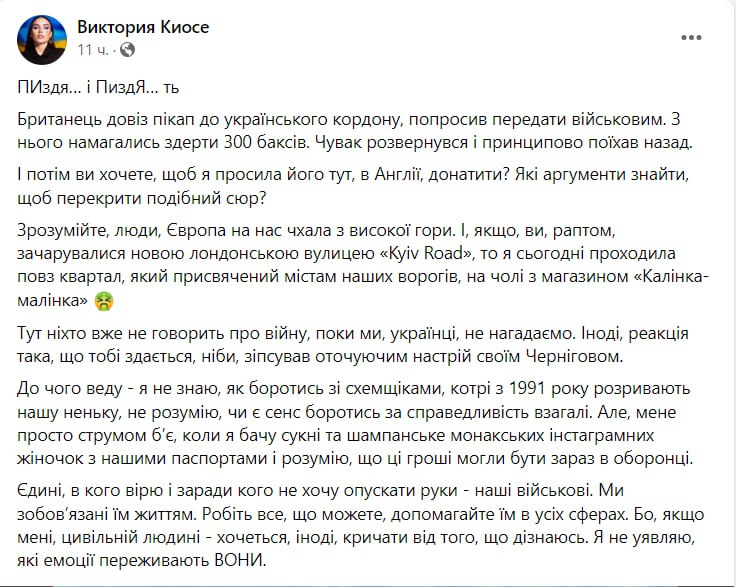 Виктория Киосе
11 ч. ·
ПИздя... і ПиздЯ... ть
Британець довіз пікап до українського кордону, попросив передати військовим. З
нього намагались здерти 300 баксів. Чувак розвернувся і принципово поїхав назад.
І потім ви хочете, щоб я просила його тут, в Англії, донатити? Які аргументи знайти,
щоб перекрити подібний сюр?
Зрозумійте, люди, Європа на нас чхала з високої гори. І, якщо, ви, раптом,
зачарувалися новою лондонською вулицею «Kyiv Road», то я сьогодні проходила
повз квартал, який присвячений містам наших ворогів, на чолі з магазином «Калінка-
малінка» 🤮
Тут ніхто вже не говорить про війну, поки ми, українці, не нагадаємо. Іноді, реакція
така, що тобі здається, ніби, зіпсував оточуючим настрій своїм Черніговом.
До чого веду - я не знаю, як боротись зі схемщіками, котрі з 1991 року розривають
нашу неньку, не розумію, чи є сенс боротись за справедливість взагалі. Але, мене
просто струмом б’є, коли я бачу сукні та шампанське монакських інстаграмних
жіночок з нашими паспортами і розумію, що ці гроші могли бути зараз в оборонці.
Єдині, в кого вірю і заради кого не хочу опускати руки - наші військові. Ми
зобов’язані їм життям. Робіть все, що можете, допомагайте їм в усіх сферах. Бо, якщо
мені, цивільній людині - хочеться, іноді, кричати від того, що дізнаюсь. Я не уявляю,
які емоції переживають ВОНИ.